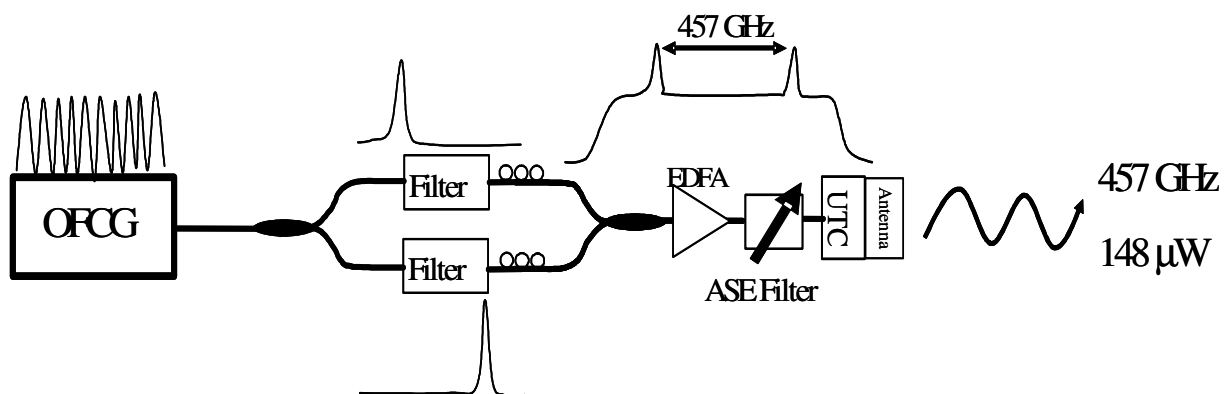 457 GHz
OFCG
Filter
Filter
EDFA
ASE Filter
UTC
Antenna
457 GHz
148 μW